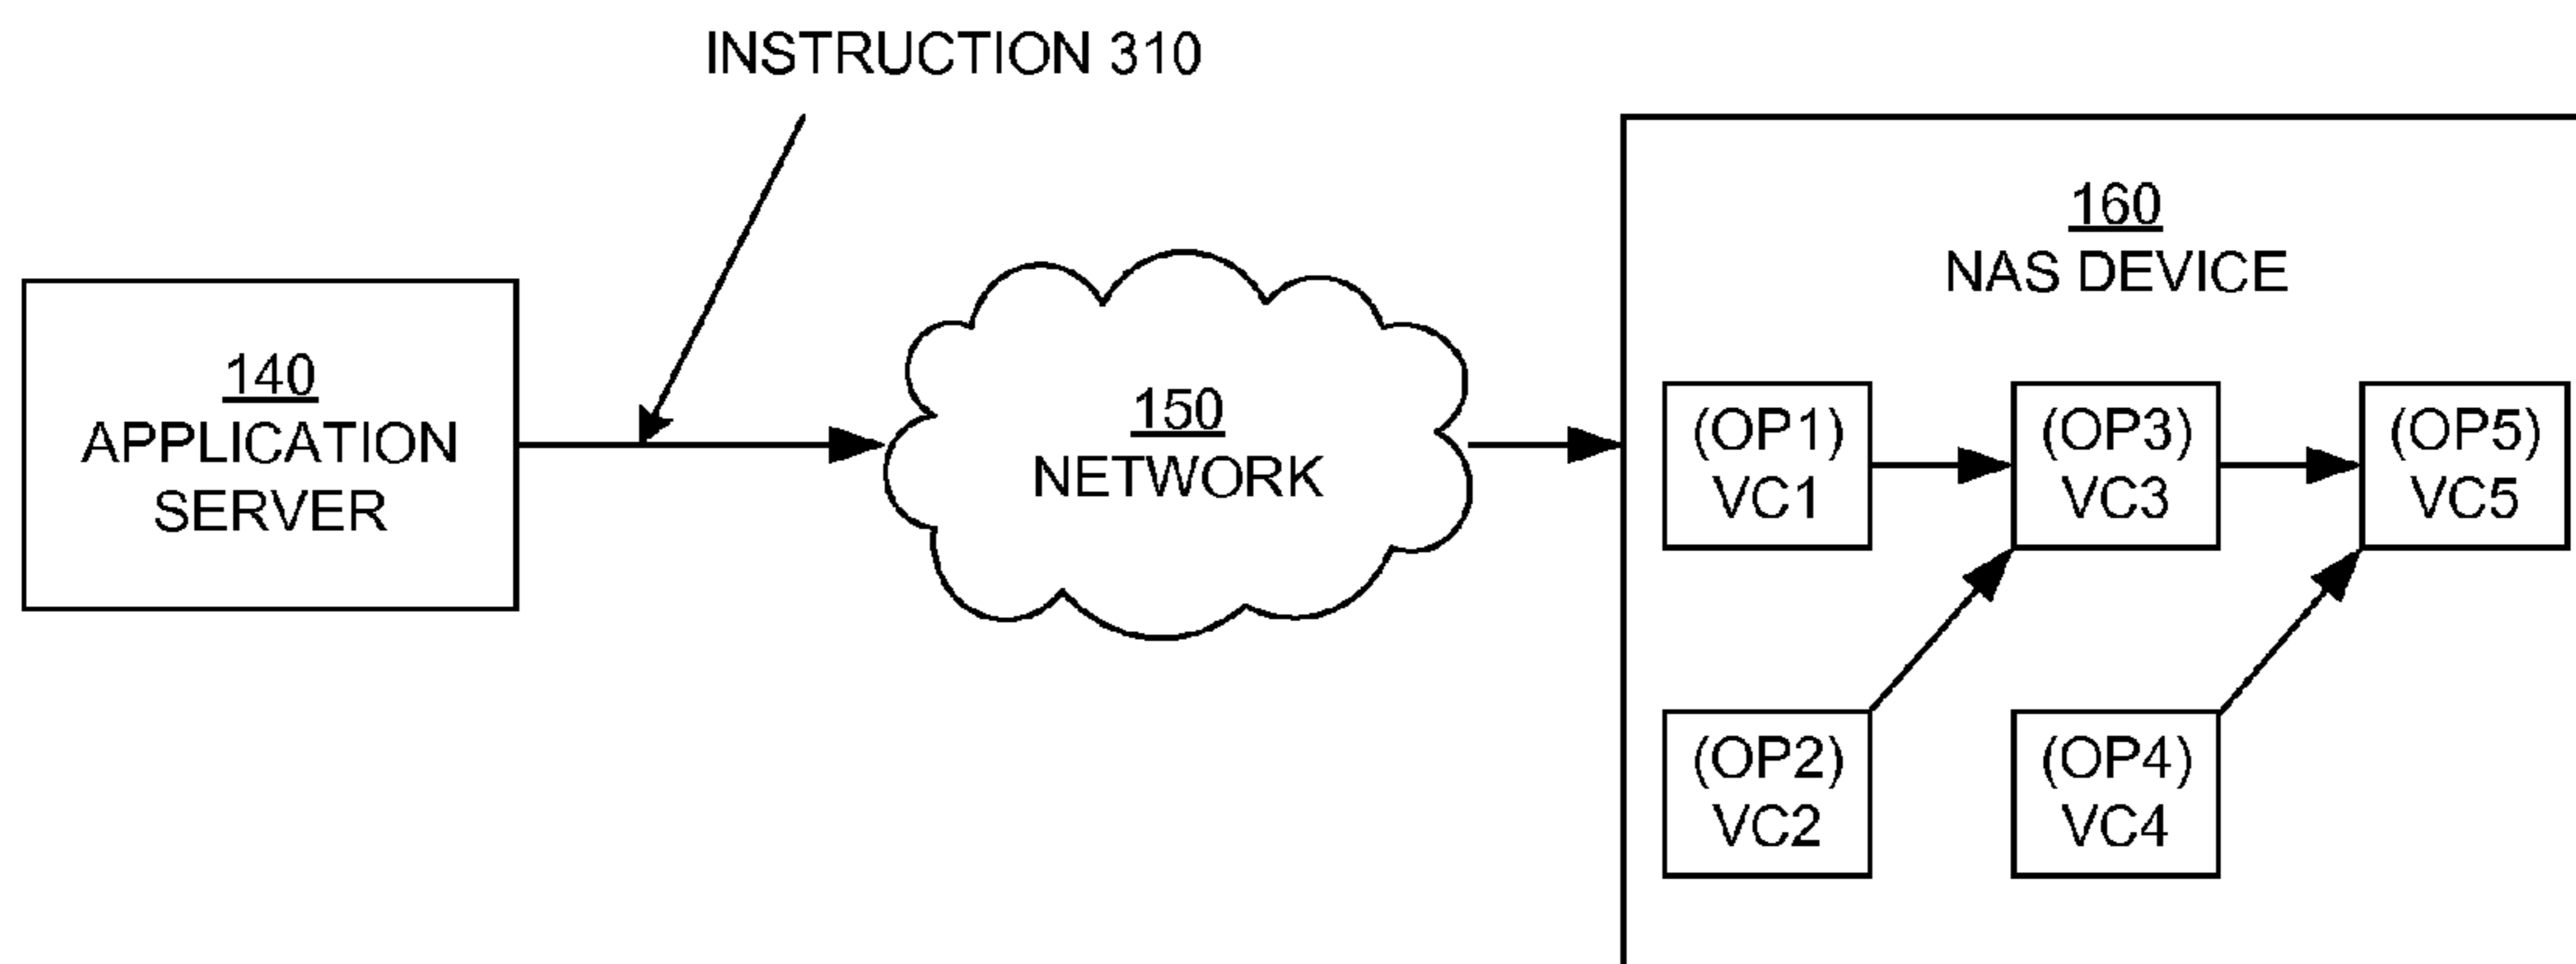 INSTRUCTION 310
140
APPLICATION
SERVER
150
NETWORK
160
NAS DEVICE
(OP1)
VC1
(OP3)
VC3
(OP5)
VC5
(OP2)
VC2
(OP4)
VC4